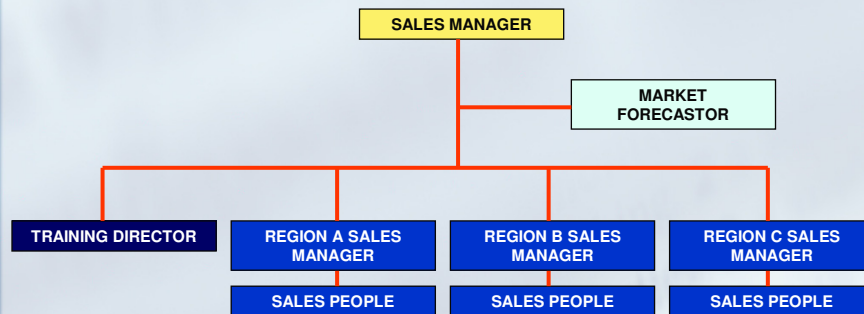 SALES MANAGER
MARKET
FORECASTOR
TRAINING DIRECTOR
REGION A SALES
MANAGER
REGION B SALES
MANAGER
REGION C SALES
MANAGER
SALES PEOPLE
SALES PEOPLE
SALES PEOPLE